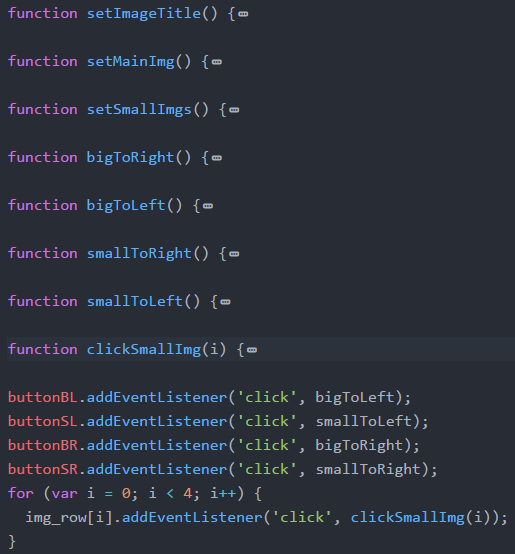 function setImageTitle() {
function setMainImg() {
function setSmallImgs() {
function bigToRight() {
function bigToLeft() {
function smallToRight() {
function smallToLeft() {
function clickSmallImg(i) {
buttonBL.addEventListener('click', bigToLeft);
buttonSL.addEventListener('click', smallToLeft);
buttonBR.addEventListener('click', bigToRight);
buttonSR.addEventListener('click', smallToRight);
for (var i = 0; i < 4; i++) {
  img_row[i].addEventListener('click', clickSmallImg(i));
}